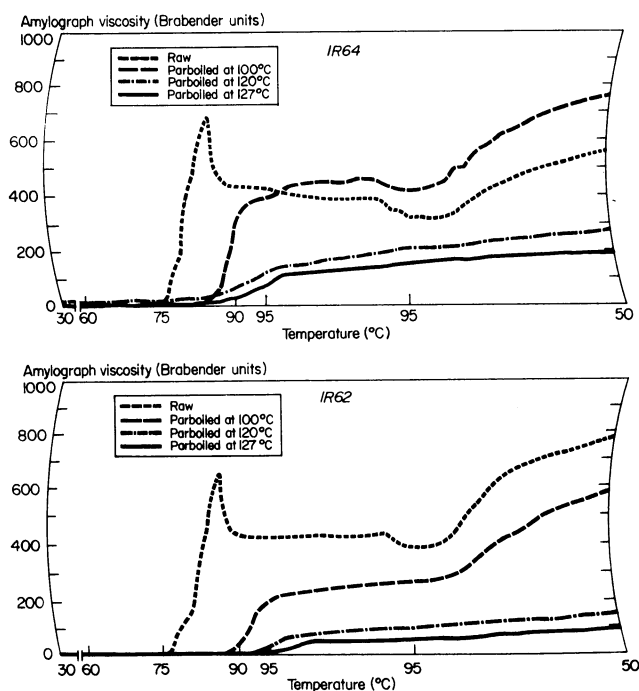 Amylograph viscosity (Brabender units)
1000
IR64
Raw
Parboiled at 100°C
Parboiled at 120°C
Parboiled at 127°C
800
600
400
200
0
30 60 75 90 95 95 50
Temperature (°C)
Amylograph viscosity (Brabender units)
1000
IR62
Raw
Parboiled at 100°C
Parboiled at 120°C
Parboiled at 127°C
800
600
400
200
0
30 60 75 90 95 95 50
Temperature (°C)